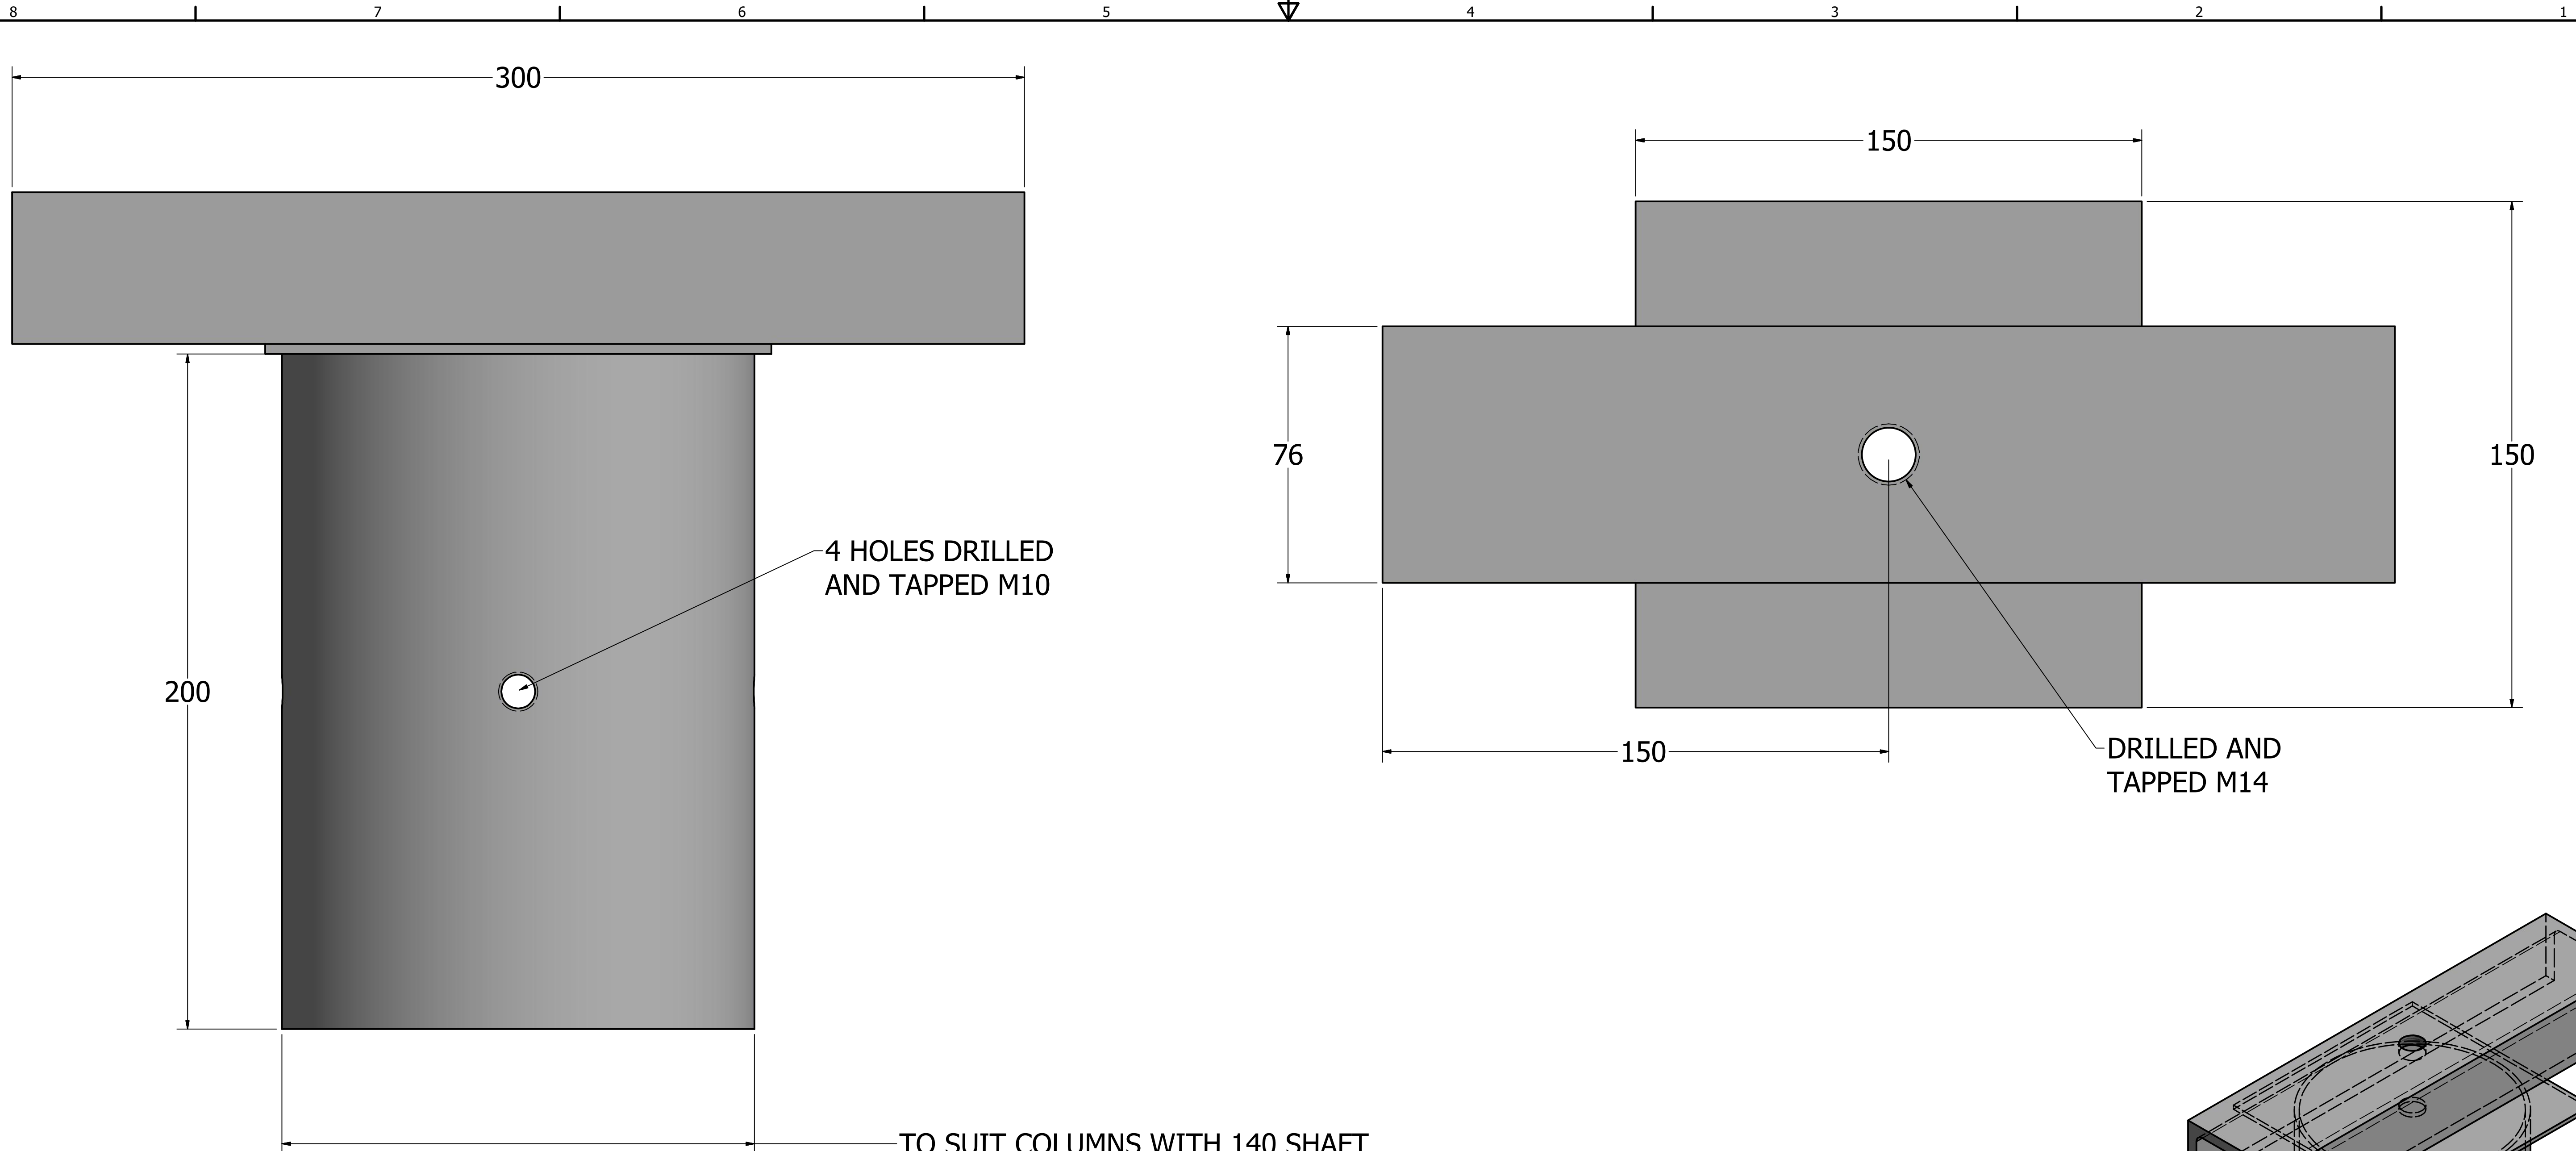 8 7 6 5 4 3 2 1
300
150
76
150
4 HOLES DRILLED
AND TAPPED M10
200
150
DRILLED AND
TAPPED M14
TO SUIT COLUMNS WITH 140 SHAFT